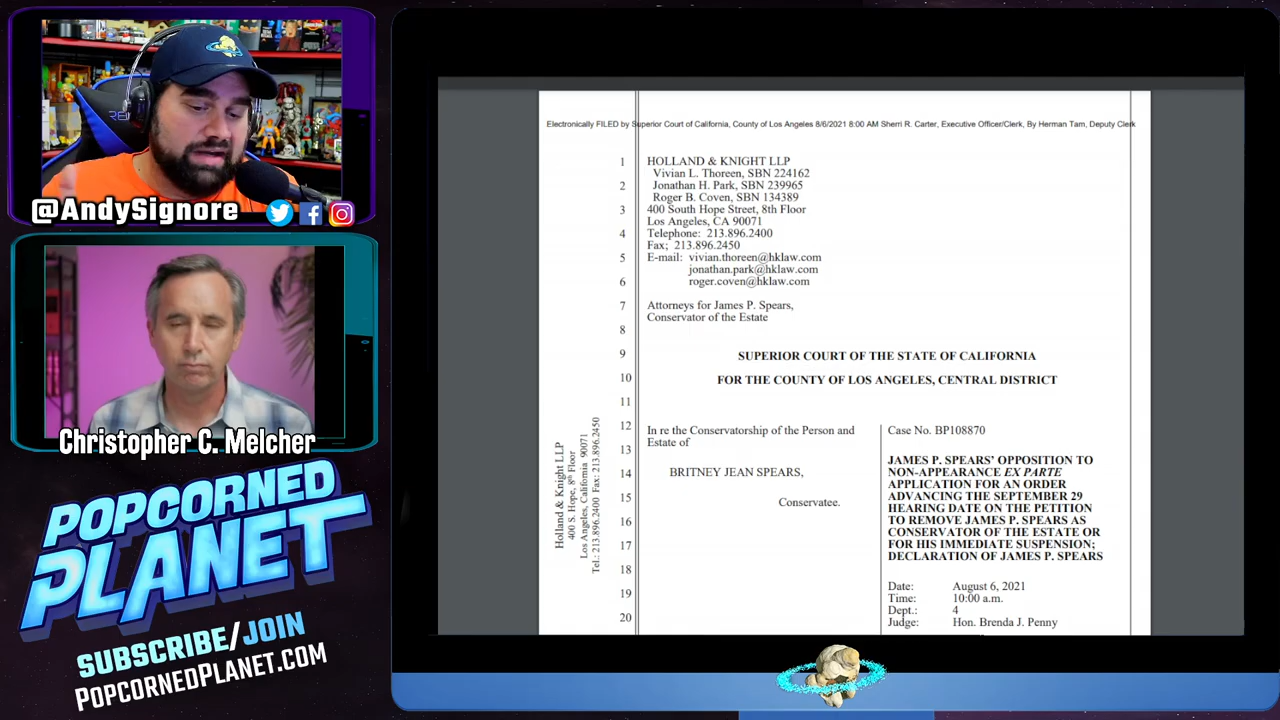 @AndySignore
Christopher C. Melcher
POPCORNED
PLANET
SUBSCRIBE/JOIN
POPCORNEDPLANET.COM
Electronically FILED by Superior Court of California, County of Los Angeles 8/6/2021 8:00 AM Sherri R. Carter, Executive Officer/Clerk, By Herman Tam, Deputy Clerk
1 HOLLAND & KNIGHT LLP
Vivian L. Thoreen, SBN 224162
2 Jonathan H. Park, SBN 239965
Roger B. Coven, SBN 134389
3 400 South Hope Street, 8th Floor
Los Angeles, CA 90071
4 Telephone: 213.896.2400
Fax; 213.896.2450
5 E-mail: vivian.thoreen@hklaw.com
jonathan.park@hklaw.com
6 roger.coven@hklaw.com
7 Attorneys for James P. Spears,
Conservator of the Estate
8
9 SUPERIOR COURT OF THE STATE OF CALIFORNIA
10 FOR THE COUNTY OF LOS ANGELES, CENTRAL DISTRICT
11
12 In re the Conservatorship of the Person and
Estate of
13
14 BRITNEY JEAN SPEARS,
15 Conservatee.
16
17
18
19
20
Case No. BP108870
JAMES P. SPEARS' OPPOSITION TO
NON-APPEARANCE EX PARTE
APPLICATION FOR AN ORDER
ADVANCING THE SEPTEMBER 29
HEARING DATE ON THE PETITION
TO REMOVE JAMES P. SPEARS AS
CONSERVATOR OF THE ESTATE OR
FOR HIS IMMEDIATE SUSPENSION;
DECLARATION OF JAMES P. SPEARS
Date: August 6, 2021
Time: 10:00 a.m.
Dept.: 4
Judge: Hon. Brenda J. Penny
Holland & Knight LLP
400 S. Hope, 8th Floor
Los Angeles, California 90071
Tel.: 213.896.2400 Fax: 213.896.2450